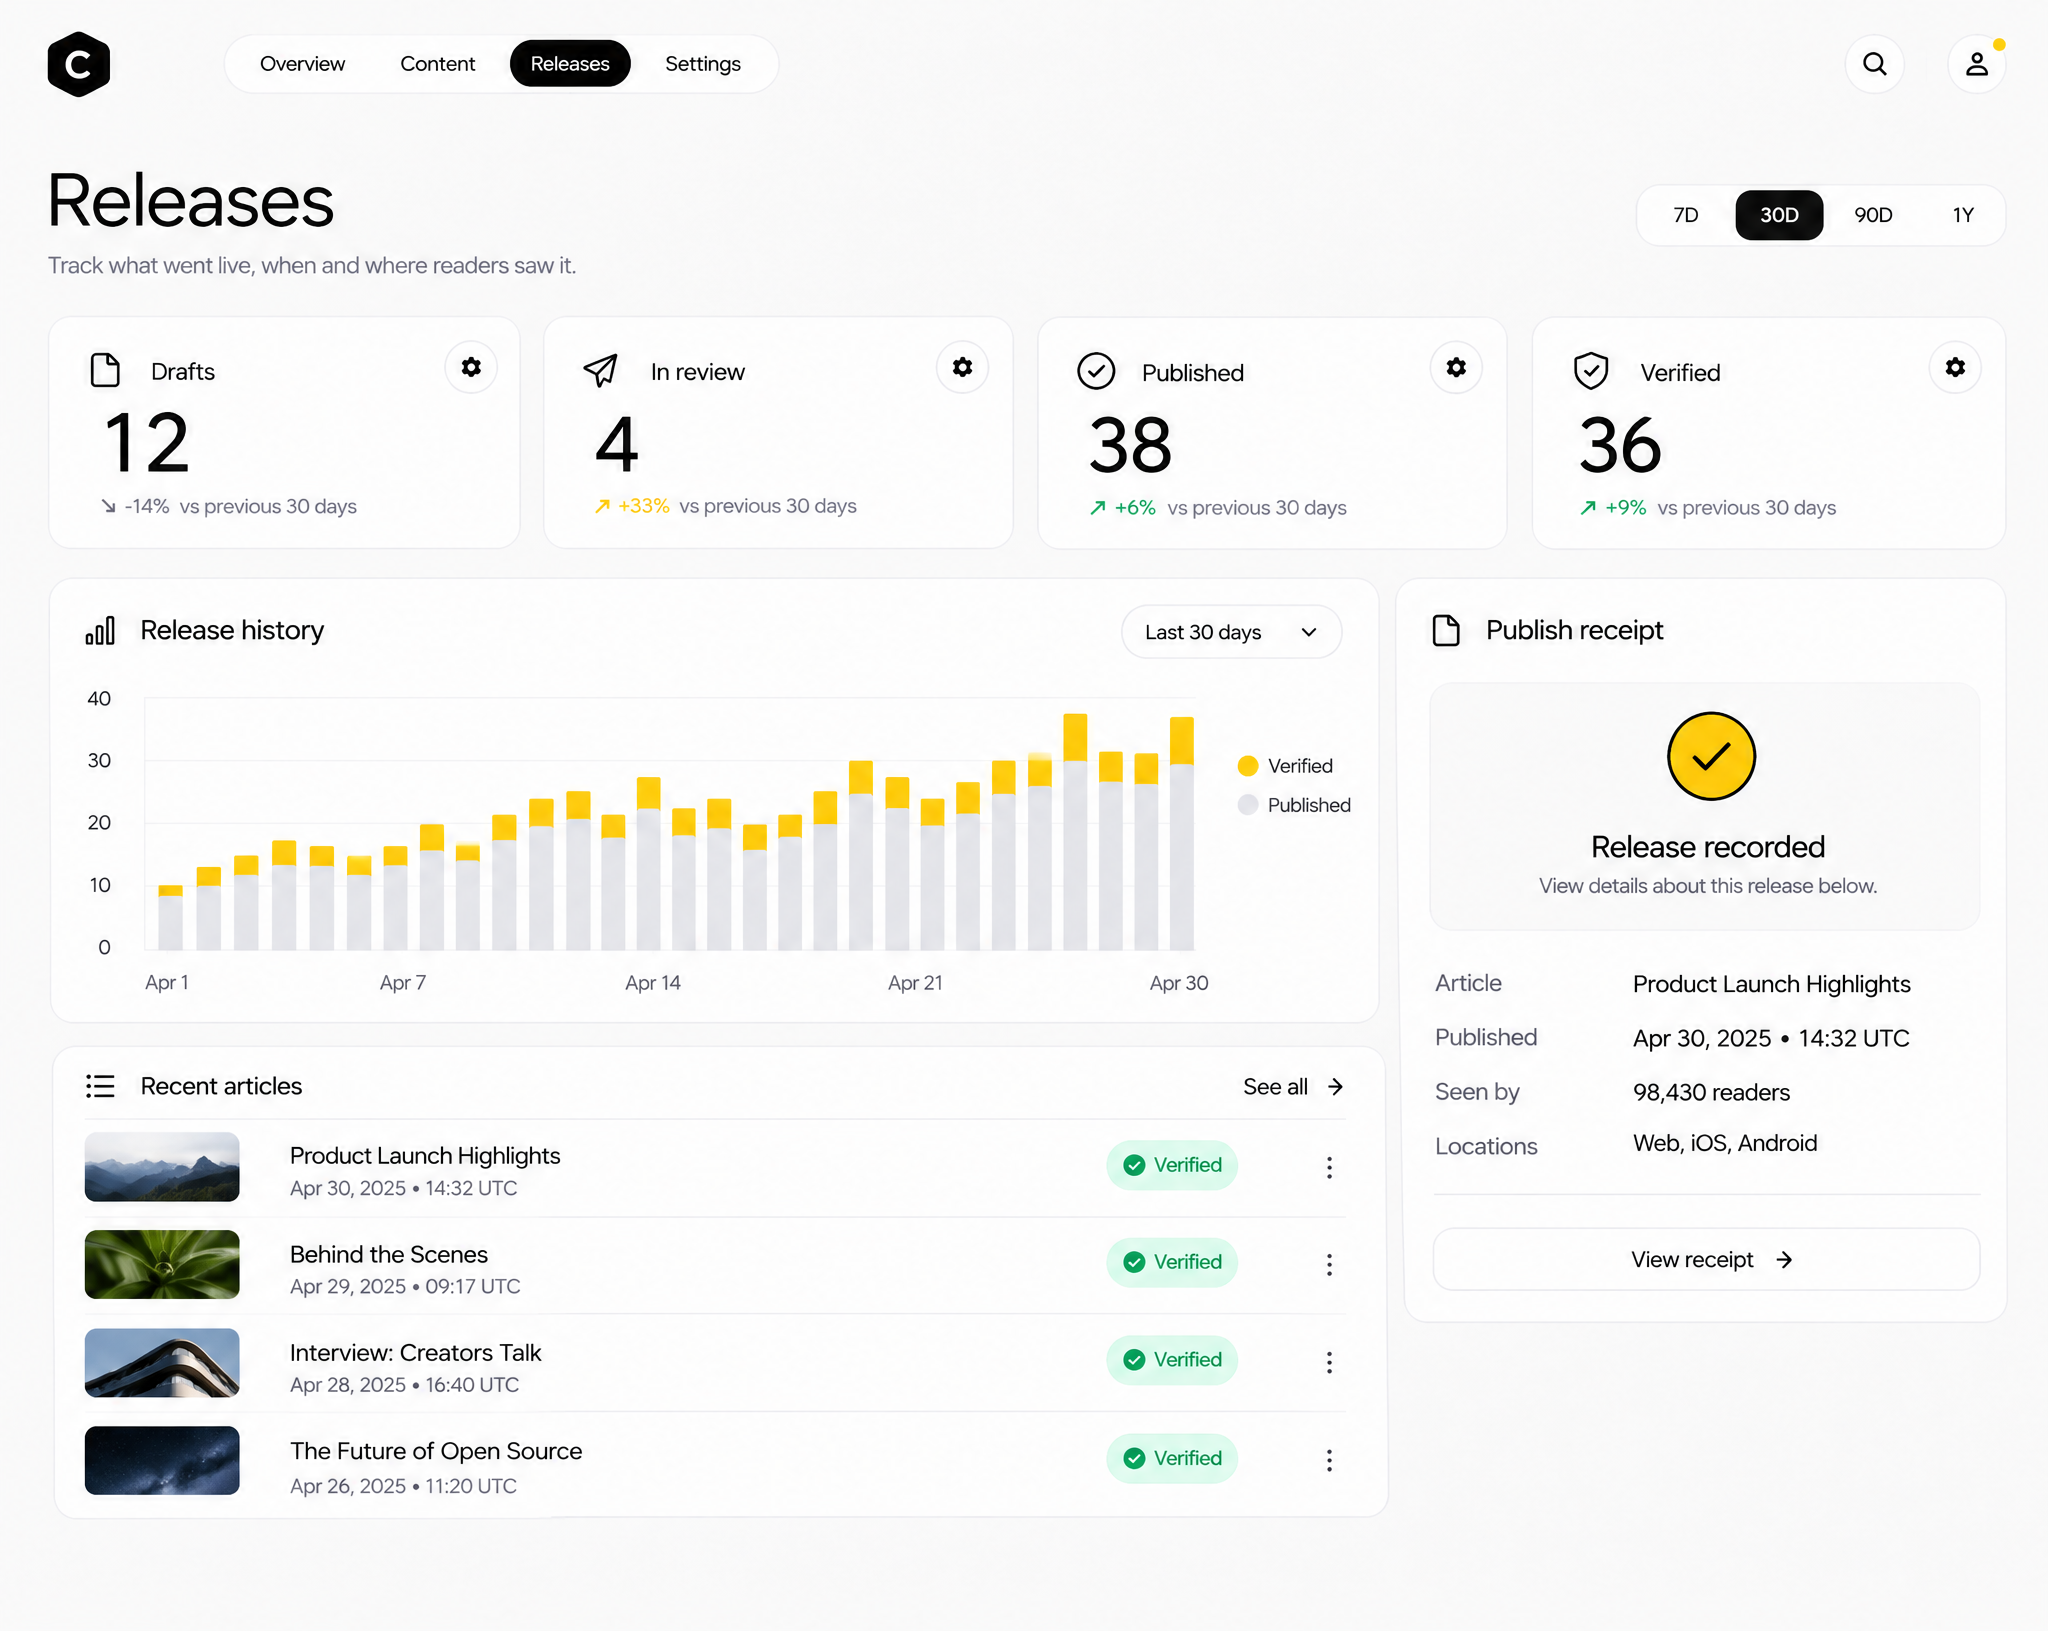 C
Overview Content Releases Settings
Releases
Track what went live, when and where readers saw it.
7D 30D 90D 1Y
Drafts
12
-14% vs previous 30 days
In review
4
+33% vs previous 30 days
Published
38
+6% vs previous 30 days
Verified
36
+9% vs previous 30 days
Release history
Last 30 days
40
30
20
10
0
Apr 1 Apr 7 Apr 14 Apr 21 Apr 30
Verified
Published
Publish receipt
Release recorded
View details about this release below.
Article Product Launch Highlights
Published Apr 30, 2025 • 14:32 UTC
Seen by 98,430 readers
Locations Web, iOS, Android
View receipt
Recent articles
See all
Product Launch Highlights
Apr 30, 2025 • 14:32 UTC
Verified
Behind the Scenes
Apr 29, 2025 • 09:17 UTC
Verified
Interview: Creators Talk
Apr 28, 2025 • 16:40 UTC
Verified
The Future of Open Source
Apr 26, 2025 • 11:20 UTC
Verified